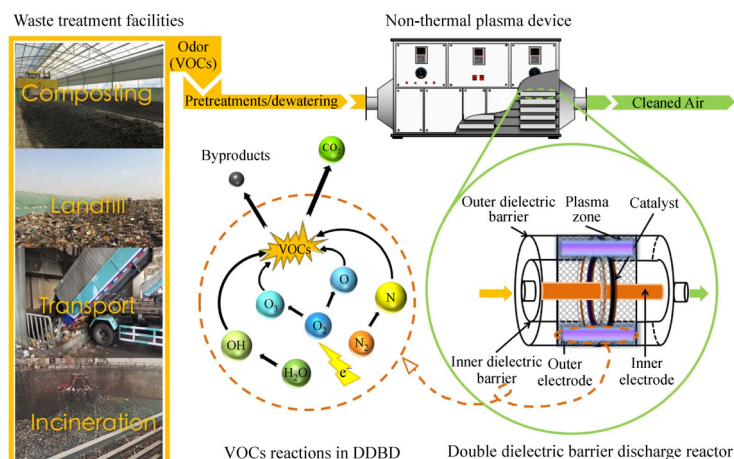 Waste treatment facilities
Non-thermal plasma device
Odor
(VOCs)
Composting
Pretreatments/dewatering
Cleaned Air
Landfill
Transport
Incineration
CO₂
Byproducts
VOCs
O
O₃
N
O₂
OH
N₂
H₂O
e⁻
VOCs reactions in DDBD
Outer dielectric
barrier
Plasma
zone
Catalyst
Inner dielectric
barrier
Outer
electrode
Inner
electrode
Double dielectric barrier discharge reactor